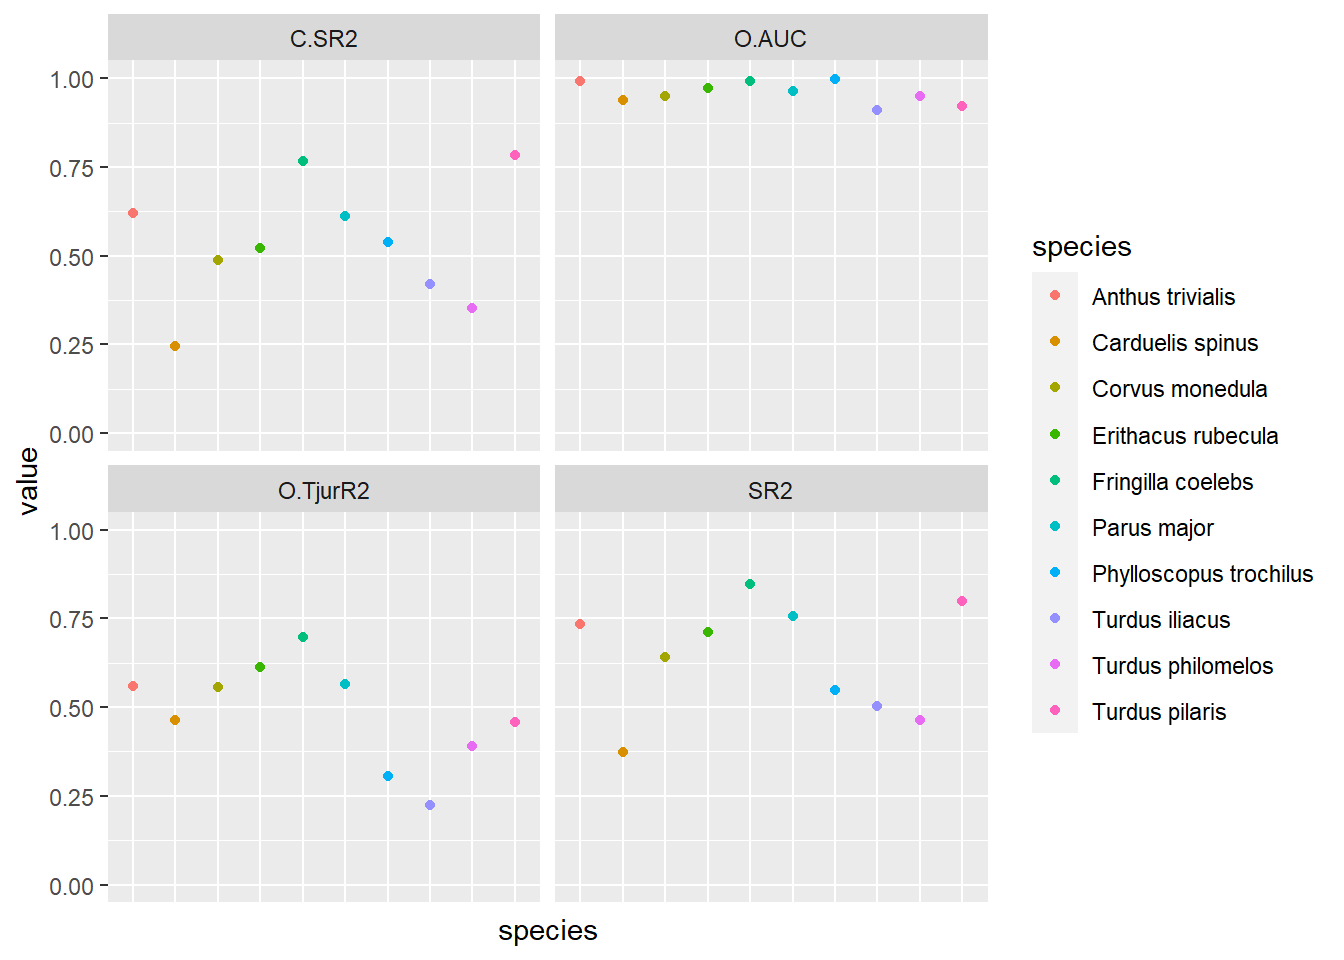 C.SR2
O.AUC
1.00
0.75
0.50
0.25
0.00
value
O.TjurR2
SR2
1.00
0.75
0.50
0.25
0.00
species
species
Anthus trivialis
Carduelis spinus
Corvus monedula
Erithacus rubecula
Fringilla coelebs
Parus major
Phylloscopus trochilus
Turdus iliacus
Turdus philomelos
Turdus pilaris